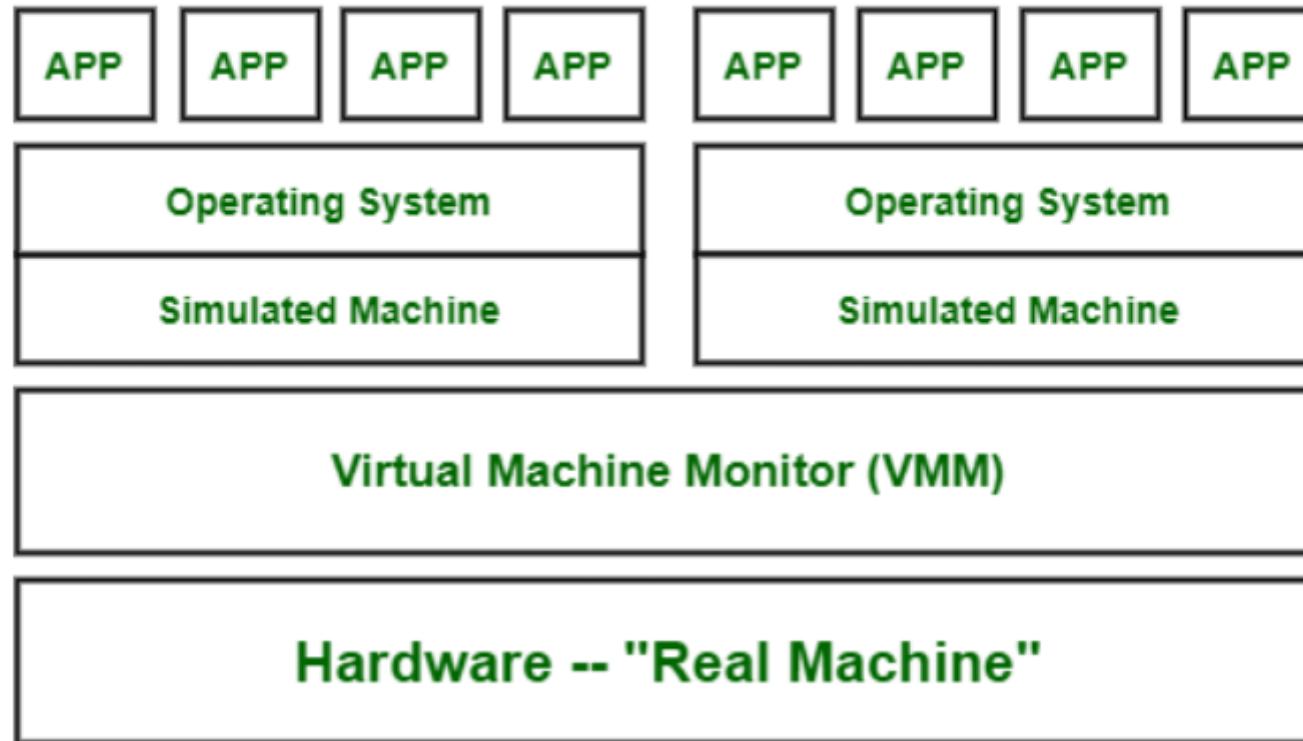 APP APP APP APP APP APP APP APP
Operating System Operating System
Simulated Machine Simulated Machine
Virtual Machine Monitor (VMM)
Hardware -- "Real Machine"